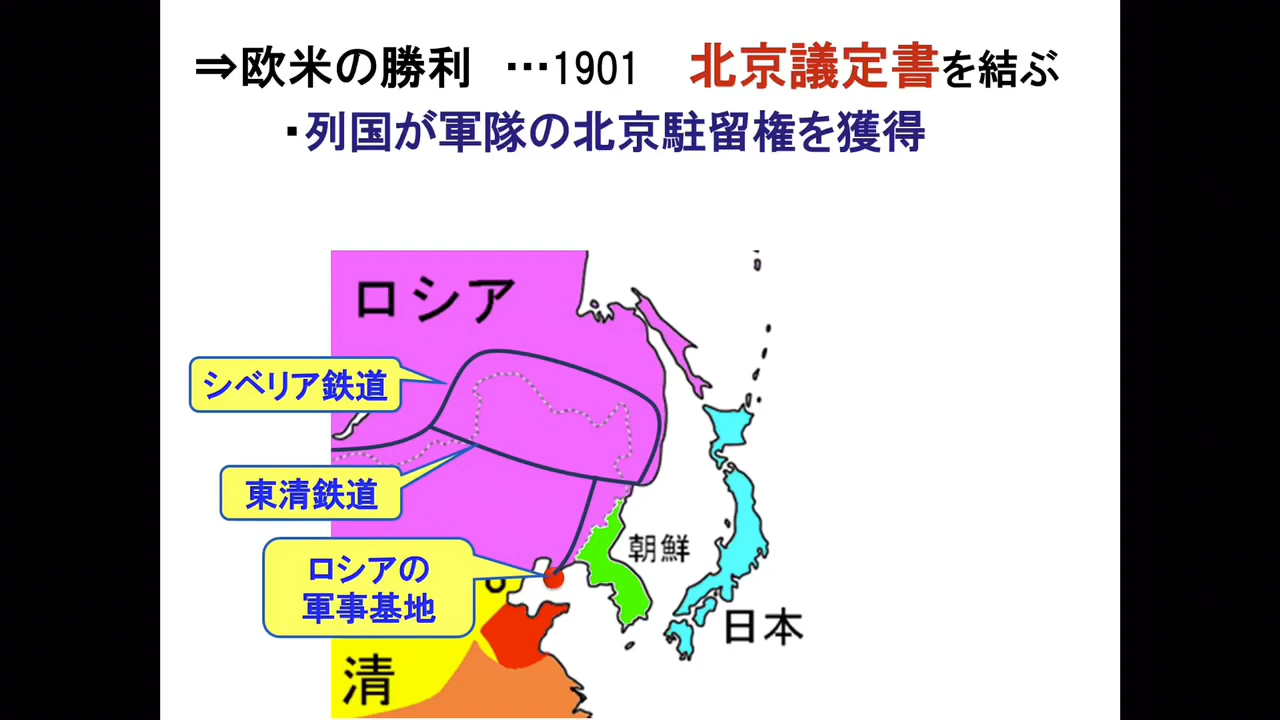 ⇒欧米の勝利　…1901　北京議定書を結ぶ
・列国が軍隊の北京駐留権を獲得
ロシア
シベリア鉄道
東清鉄道
朝鮮
ロシアの
軍事基地
日本
清